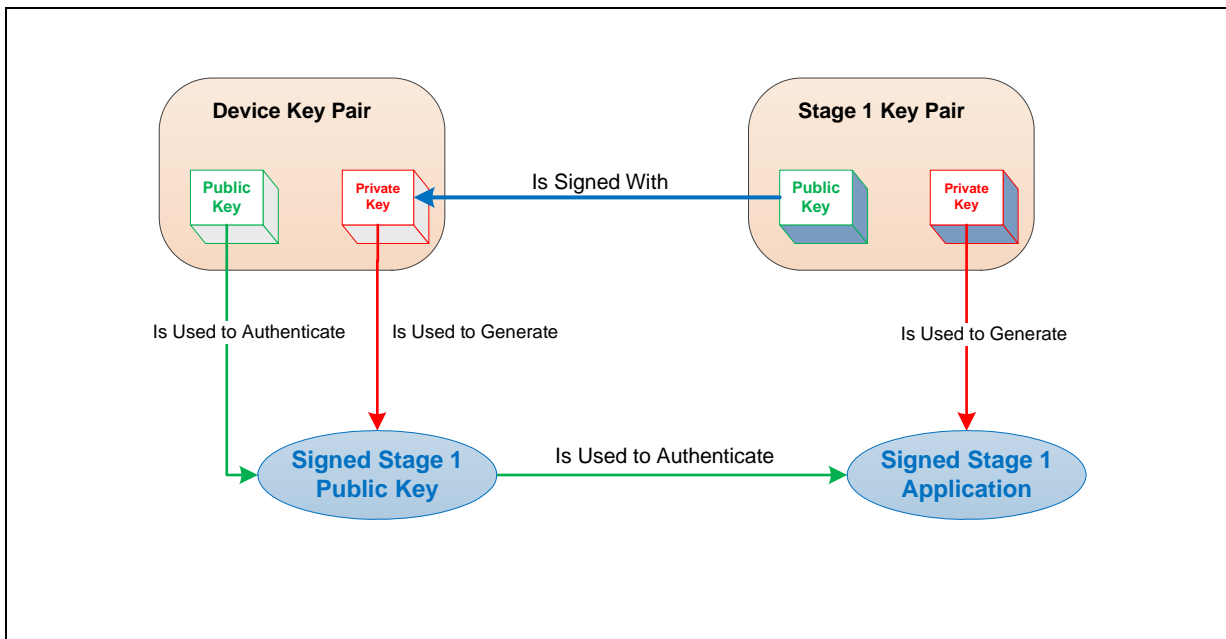 Device Key Pair
Stage 1 Key Pair
Public
Key
Private
Key
Is Signed With
Public
Key
Private
Key
Is Used to Authenticate
Is Used to Generate
Is Used to Generate
Signed Stage 1
Public Key
Is Used to Authenticate
Signed Stage 1
Application